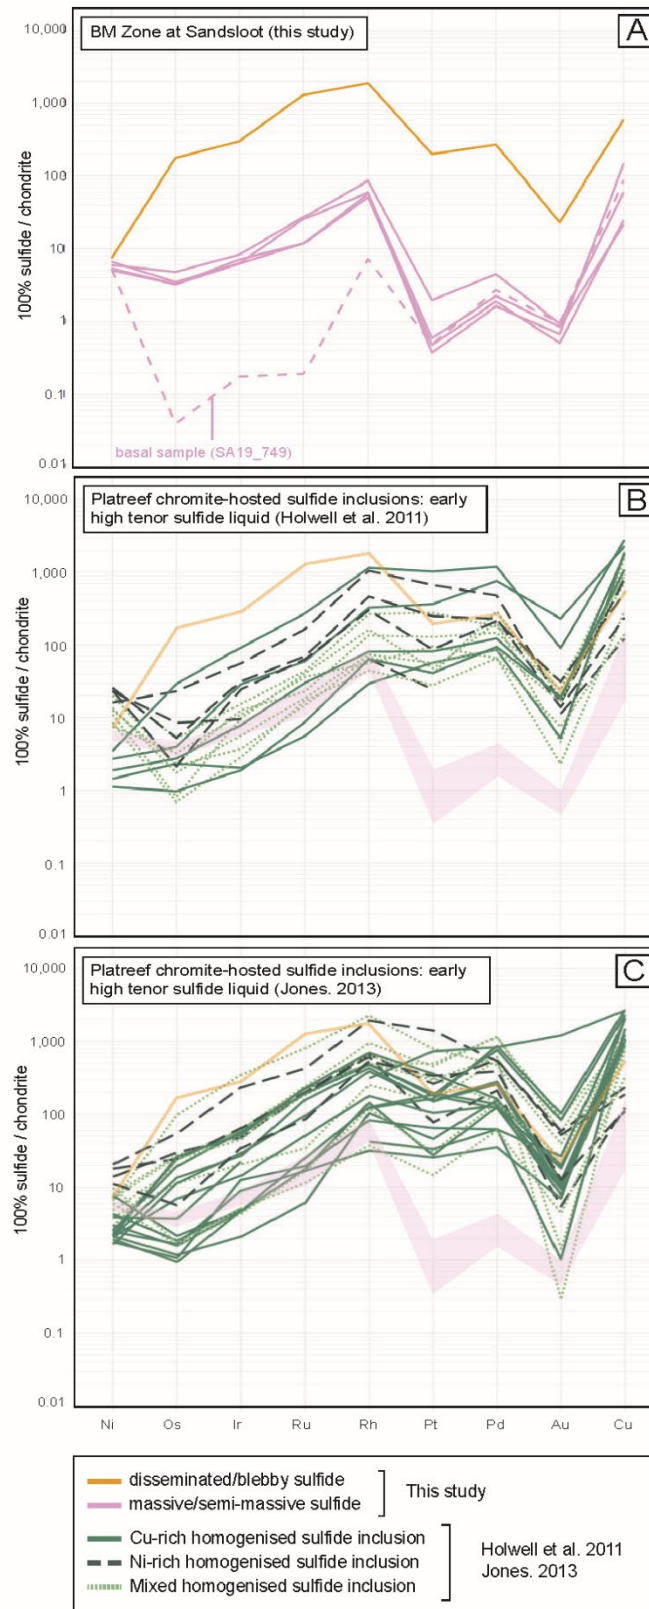 BM Zone at Sandsloot (this study)
A
10,000
1,000
100
10
1
0.1
0.01
100% sulfide / chondrite
basal sample (SA19_749)
Platreef chromite-hosted sulfide inclusions: early
high tenor sulfide liquid (Holwell et al. 2011)
B
10,000
1,000
100
10
1
0.1
0.01
100% sulfide / chondrite
Platreef chromite-hosted sulfide inclusions: early
high tenor sulfide liquid (Jones. 2013)
C
10,000
1,000
100
10
1
0.1
0.01
100% sulfide / chondrite
Ni Os Ir Ru Rh Pt Pd Au Cu
disseminated/blebby sulfide
massive/semi-massive sulfide
This study
Cu-rich homogenised sulfide inclusion
Ni-rich homogenised sulfide inclusion
Mixed homogenised sulfide inclusion
Holwell et al. 2011
Jones. 2013